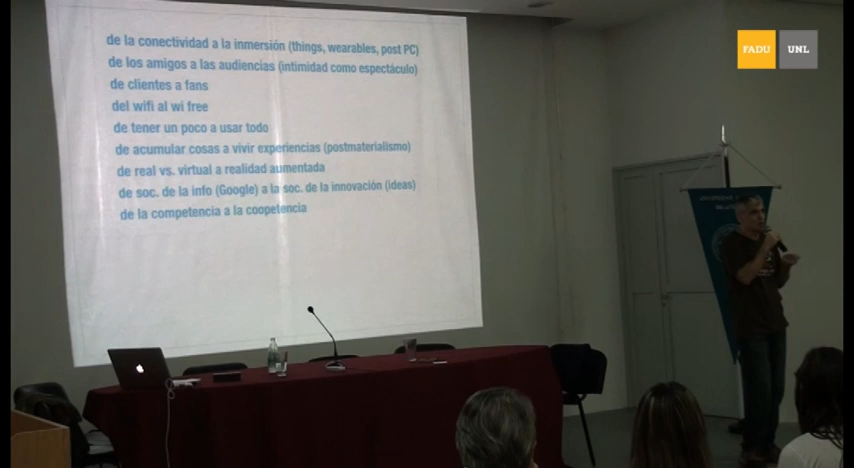 de la conectividad a la inmersión (things, wearables, post PC)
de los amigos a las audiencias (intimidad como espectáculo)
de clientes a fans
del wifi al wi free
de tener un poco a usar todo
de acumular cosas a vivir experiencias (postmaterialismo)
de real vs. virtual a realidad aumentada
de soc. de la info (Google) a la soc. de la innovación (ideas)
de la competencia a la coopetencia
FADU
UNL